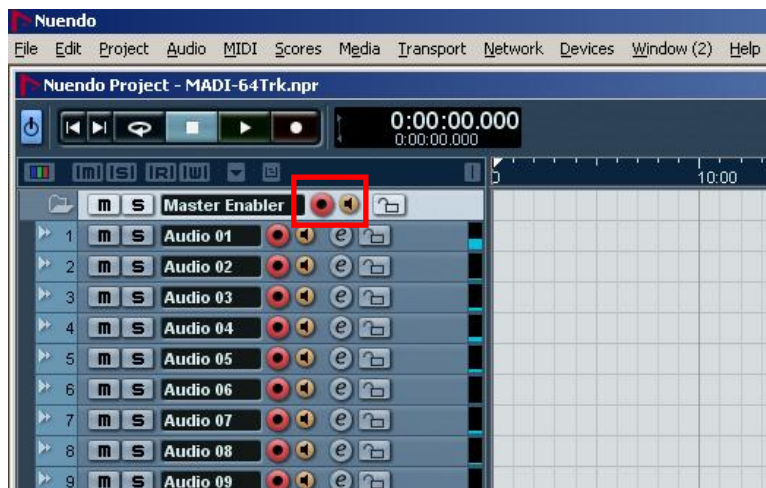 Nuendo
File Edit Project Audio MIDI Scores Media Transport Network Devices Window (2) Help
Nuendo Project - MADI-64Trk.npr
0:00:00.000
0:00:00.000
m S R W
0 10:00
m S Master Enabler
1 m S Audio 01 e
2 m S Audio 02 e
3 m S Audio 03 e
4 m S Audio 04 e
5 m S Audio 05 e
6 m S Audio 06 e
7 m S Audio 07 e
8 m S Audio 08 e
9 m S Audio 09 e